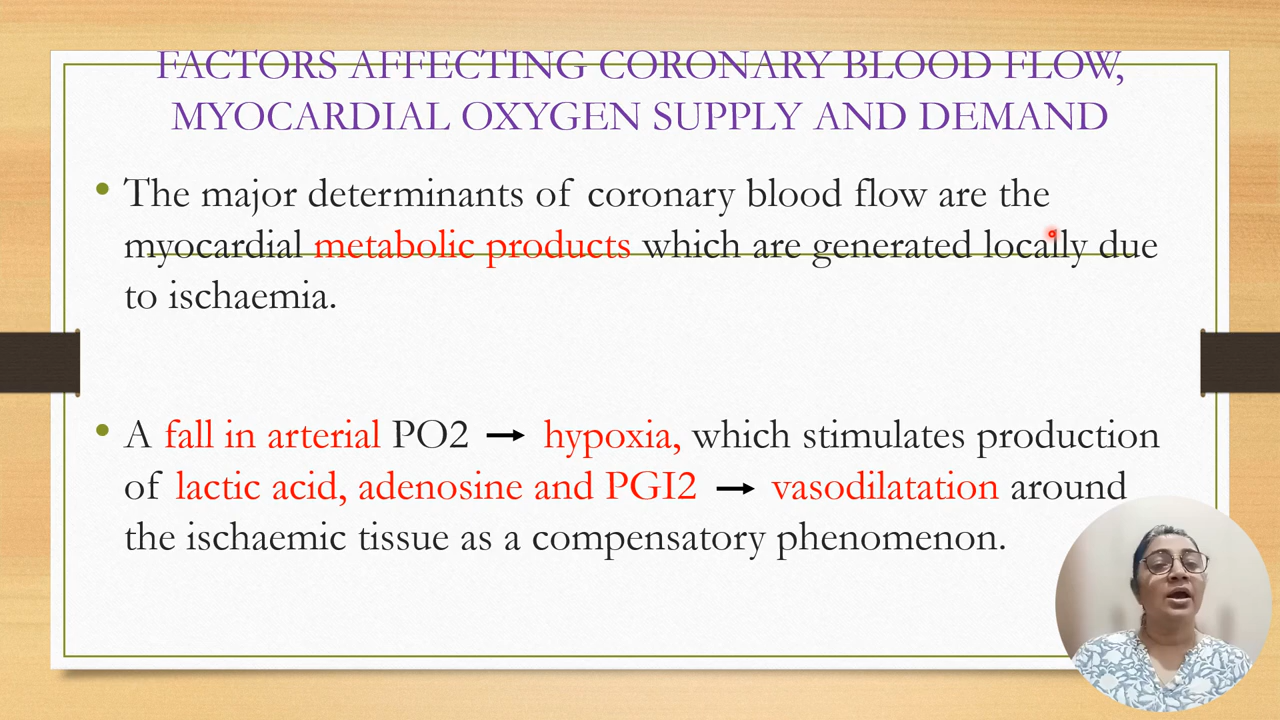 FACTORS AFFECTING CORONARY BLOOD FLOW,
MYOCARDIAL OXYGEN SUPPLY AND DEMAND
• The major determinants of coronary blood flow are the
myocardial metabolic products which are generated locally due
to ischaemia.
• A fall in arterial PO2 → hypoxia, which stimulates production
of lactic acid, adenosine and PGI2 → vasodilatation around
the ischaemic tissue as a compensatory phenomenon.